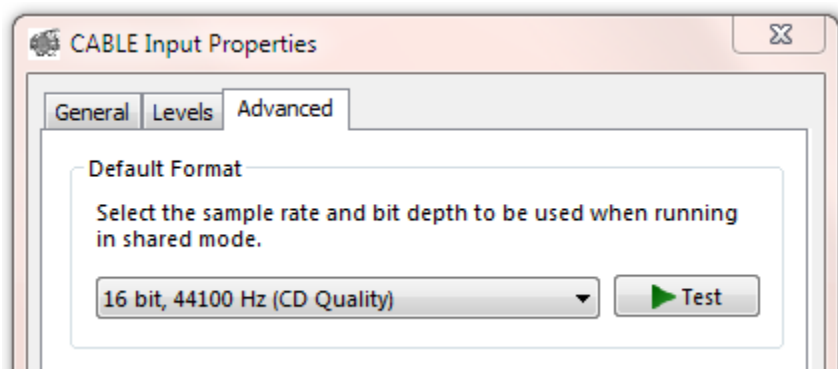 CABLE Input Properties
General Levels Advanced
Default Format
Select the sample rate and bit depth to be used when running
in shared mode.
16 bit, 44100 Hz (CD Quality)
Test